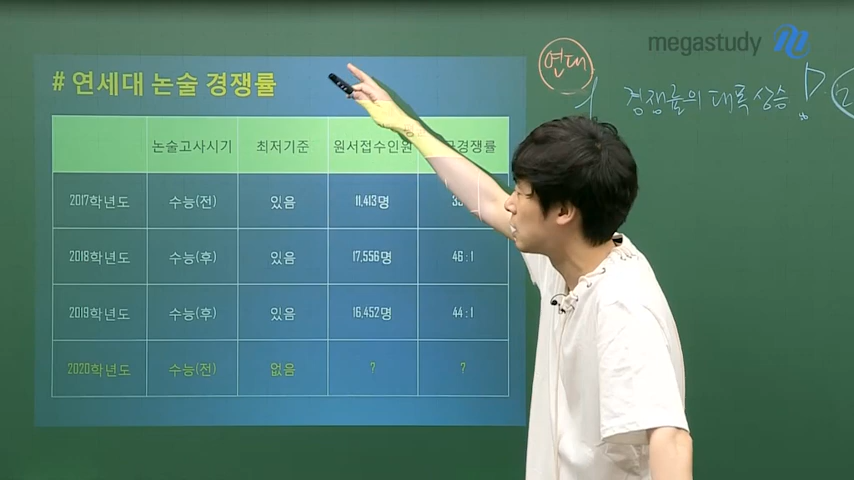 megastudy
# 연세대 논술 경쟁률
연대
경쟁률의 대폭 상승
논술고사시기 최저기준 원서접수인원 경쟁률
2017학년도 수능(전) 있음 11,413명
2018학년도 수능(후) 있음 17,556명 46:1
2019학년도 수능(후) 있음 16,452명 44:1
2020학년도 수능(전) 없음 ? ?